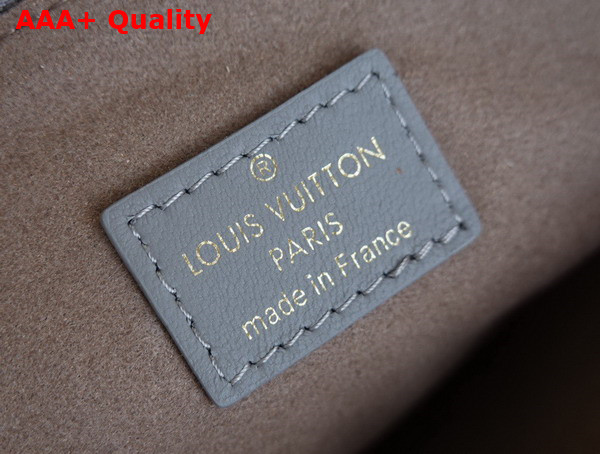 AAA+ Quality
®
LOUIS VUITTON
PARIS
made in France